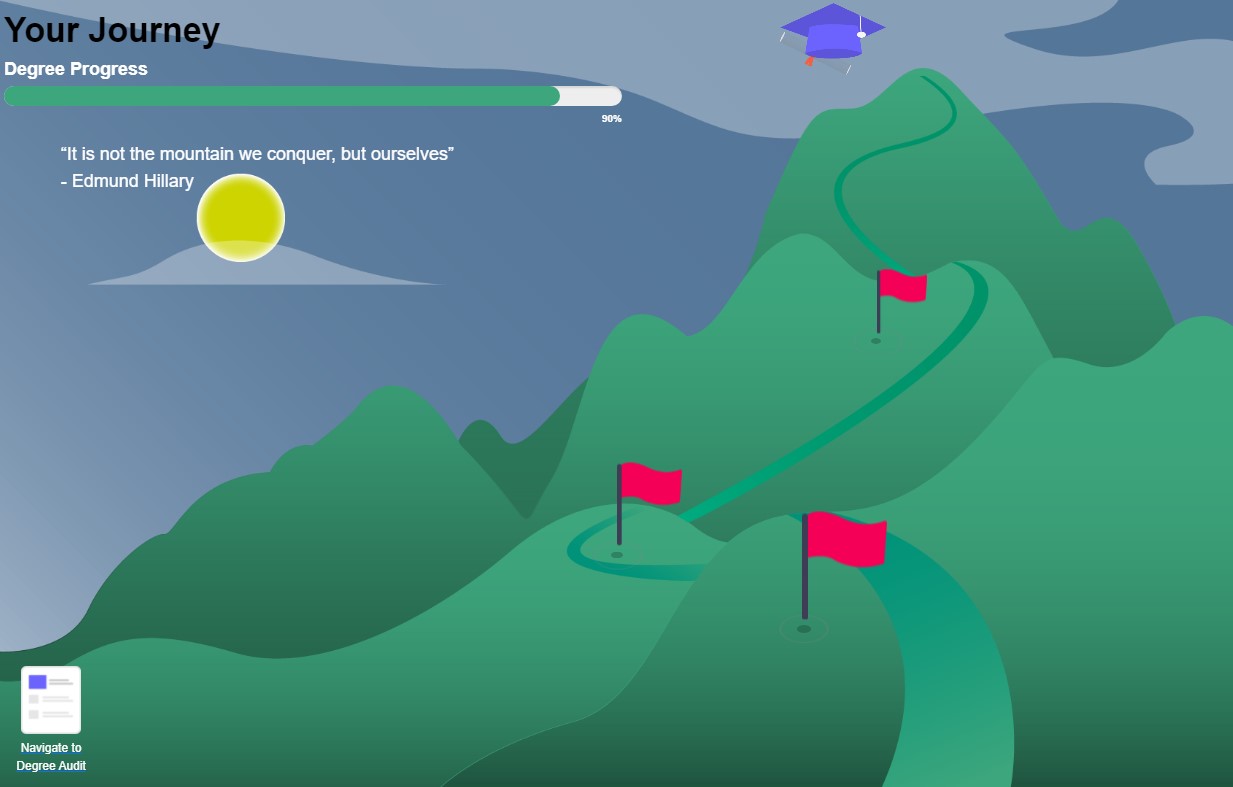 Your Journey
Degree Progress
90%
“It is not the mountain we conquer, but ourselves”
- Edmund Hillary
Navigate to
Degree Audit